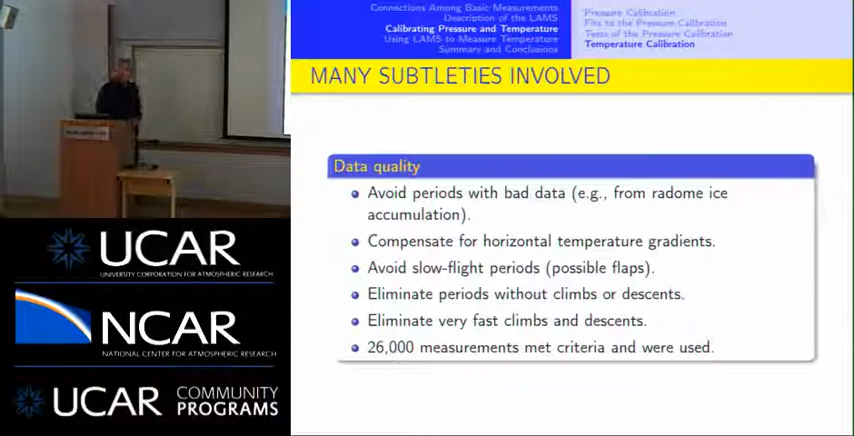 Connections Among Basic Measurements
Description of the LAMS
Calibrating Pressure and Temperature
Using LAMS to Measure Temperature
Summary and Conclusions
Pressure Calibration
Fits to the Pressure Calibration
Tests of the Pressure Calibration
Temperature Calibration
MANY SUBTLETIES INVOLVED
Data quality
Avoid periods with bad data (e.g., from radome ice
accumulation).
Compensate for horizontal temperature gradients.
Avoid slow-flight periods (possible flaps).
Eliminate periods without climbs or descents.
Eliminate very fast climbs and descents.
26,000 measurements met criteria and were used.
UCAR
UNIVERSITY CORPORATION FOR ATMOSPHERIC RESEARCH
NCAR
NATIONAL CENTER FOR ATMOSPHERIC RESEARCH
UCAR COMMUNITY
PROGRAMS